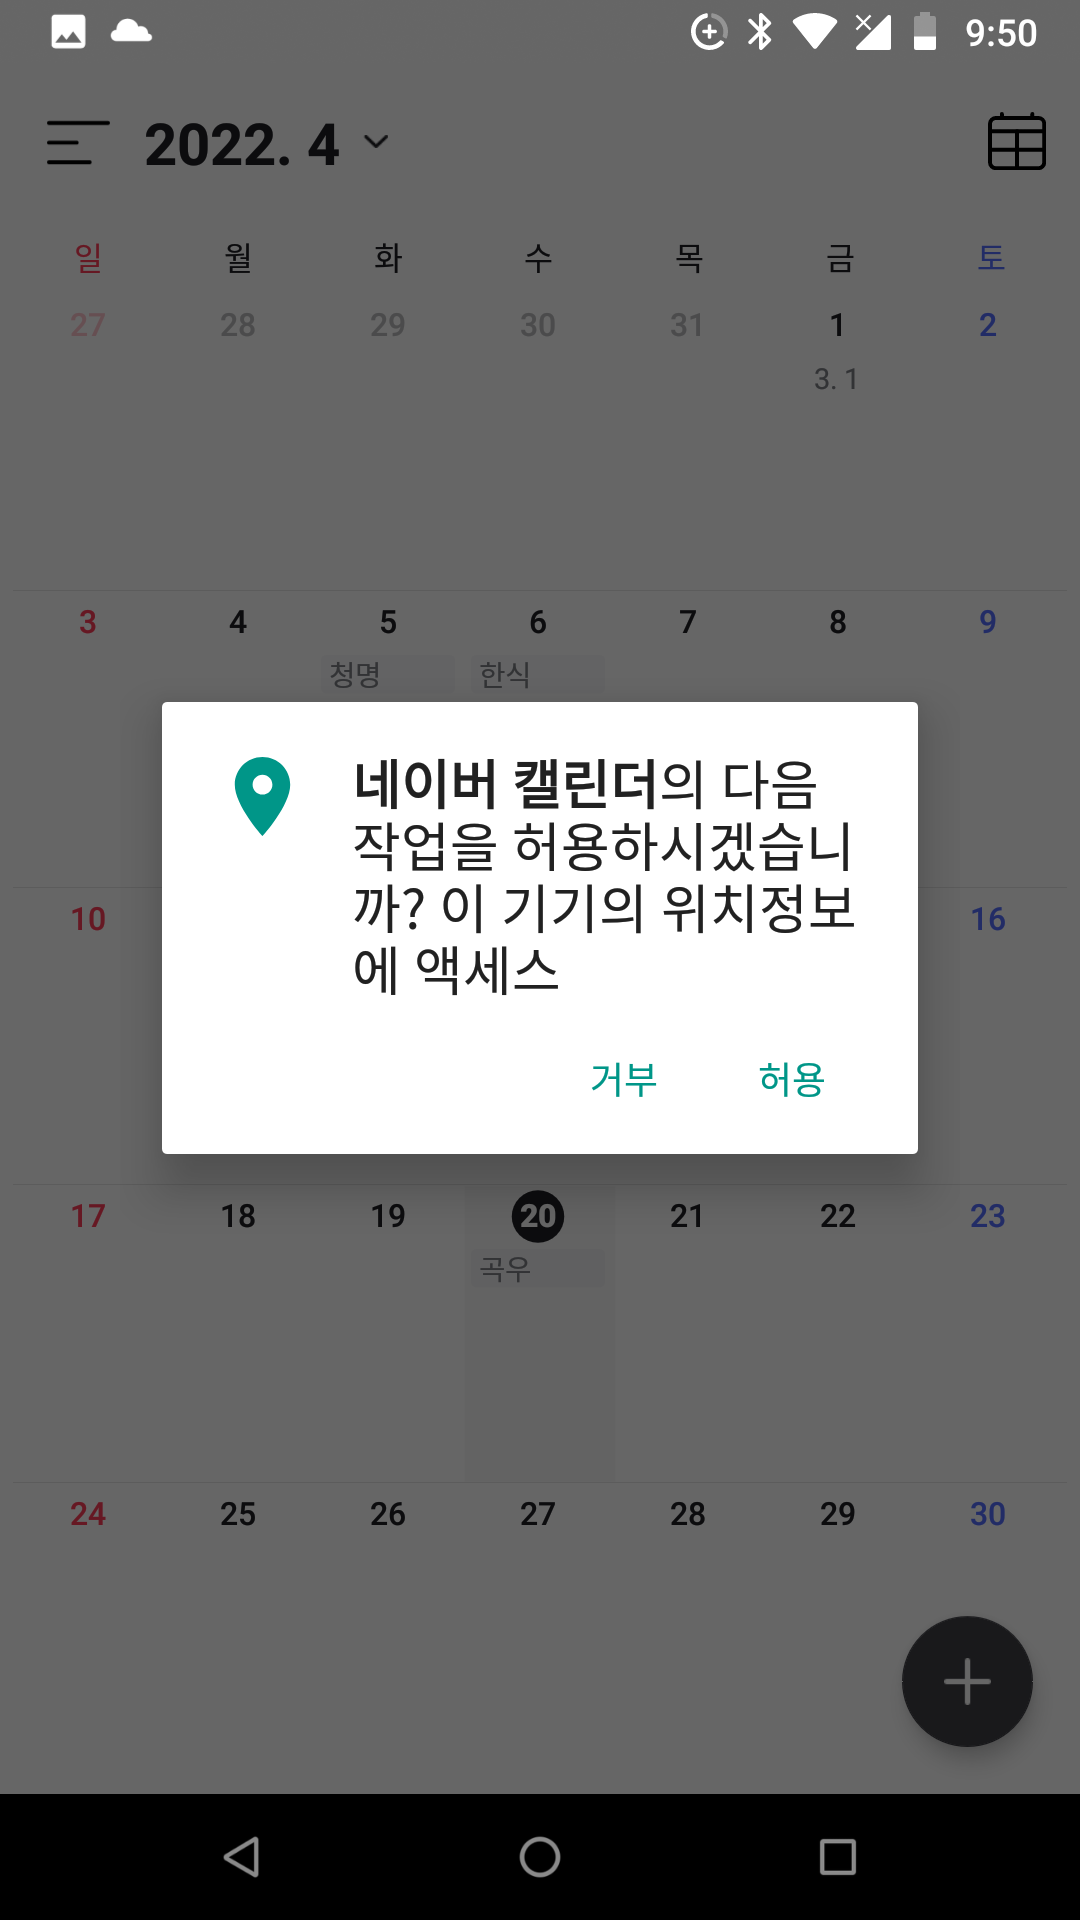 9:50
2022. 4
일 월 화 수 목 금 토
27 28 29 30 31 1 2
3. 1
3 4 5 6 7 8 9
청명 한식
네이버 캘린더의 다음
작업을 허용하시겠습니
까? 이 기기의 위치정보
에 액세스
거부 허용
10 16
17 18 19 20 21 22 23
곡우
24 25 26 27 28 29 30